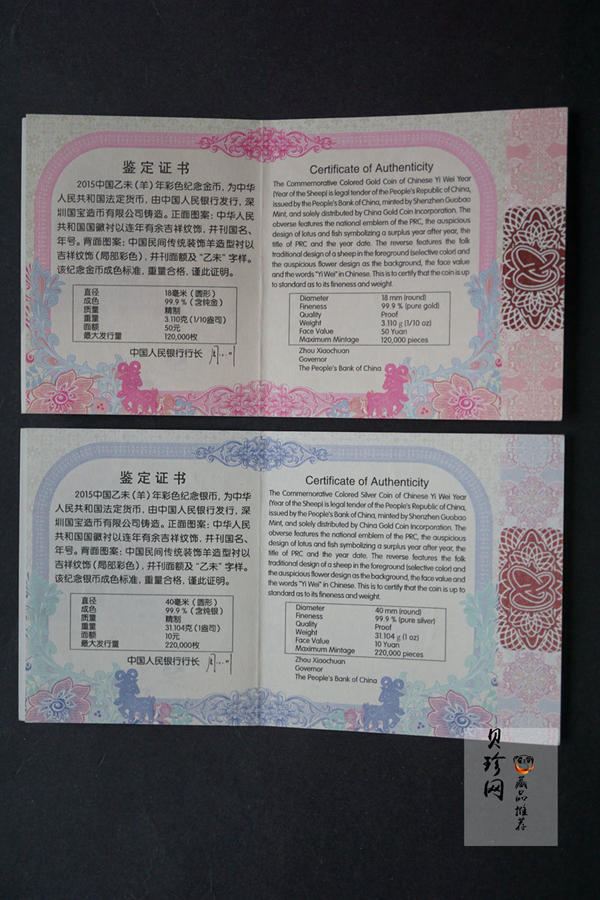 鉴定证书
2015中国乙未（羊）年彩色纪念金币，为中华
人民共和国法定货币，由中国人民银行发行，深
圳国宝造币有限公司铸造。正面图案：中华人民
共和国国徽衬以连年有余吉祥纹饰，并刊国名、
年号。背面图案：中国民间传统装饰羊造型衬以
吉祥纹饰（局部彩色），并刊面额及“乙未”字样。
该纪念金币成色标准，重量合格，谨此证明。
直径 18毫米（圆形）
成色 99.9％（含纯金）
质量 精制
重量 3.110克（1/10盎司）
面额 50元
最大发行量 120,000枚
中国人民银行行长
Certificate of Authenticity
The Commemorative Colored Gold Coin of Chinese Yi Wei Year
(Year of the Sheep) is legal tender of the People's Republic of China,
issued by the People's Bank of China, minted by Shenzhen Guobao
Mint, and solely distributed by China Gold Coin Incorporation. The
obverse features the national emblem of the PRC, the auspicious
design of lotus and fish symbolizing a surplus year after year, the
title of PRC and the year date. The reverse features the folk
traditional design of a sheep in the foreground (selective color) and
the auspicious flower design as the background, the face value
and the words "Yi Wei" in Chinese. This is to certify that the coin is up
to standard as to its fineness and weight.
Diameter 18 mm (round)
Fineness 99.9 % (pure gold)
Quality Proof
Weight 3.110 g (1/10 oz)
Face Value 50 Yuan
Maximum Mintage 120,000 pieces
Zhou Xiaochuan
Governor
The People's Bank of China
鉴定证书
2015中国乙未（羊）年彩色纪念银币，为中华
人民共和国法定货币，由中国人民银行发行，深
圳国宝造币有限公司铸造。正面图案：中华人民
共和国国徽衬以连年有余吉祥纹饰，并刊国名、
年号。背面图案：中国民间传统装饰羊造型衬以
吉祥纹饰（局部彩色），并刊面额及“乙未”字样。
该纪念银币成色标准，重量合格，谨此证明。
直径 40毫米（圆形）
成色 99.9％（含纯银）
质量 精制
重量 31.104克（1盎司）
面额 10元
最大发行量 220,000枚
中国人民银行行长
Certificate of Authenticity
The Commemorative Colored Silver Coin of Chinese Yi Wei Year
(Year of the Sheep) is legal tender of the People's Republic of China,
issued by the People's Bank of China, minted by Shenzhen Guobao
Mint, and solely distributed by China Gold Coin Incorporation. The
obverse features the national emblem of the PRC, the auspicious
design of lotus and fish symbolizing a surplus year after year, the
title of PRC and the year date. The reverse features the folk
traditional design of a sheep in the foreground (selective color) and
the auspicious flower design as the background, the face value and
the words "Yi Wei" in Chinese. This is to certify that the coin is up to
standard as to its fineness and weight.
Diameter 40 mm (round)
Fineness 99.9 % (pure silver)
Quality Proof
Weight 31.104 g (1 oz)
Face Value 10 Yuan
Maximum Mintage 220,000 pieces
Zhou Xiaochuan
Governor
The People's Bank of China
贝珍网
藏品推荐